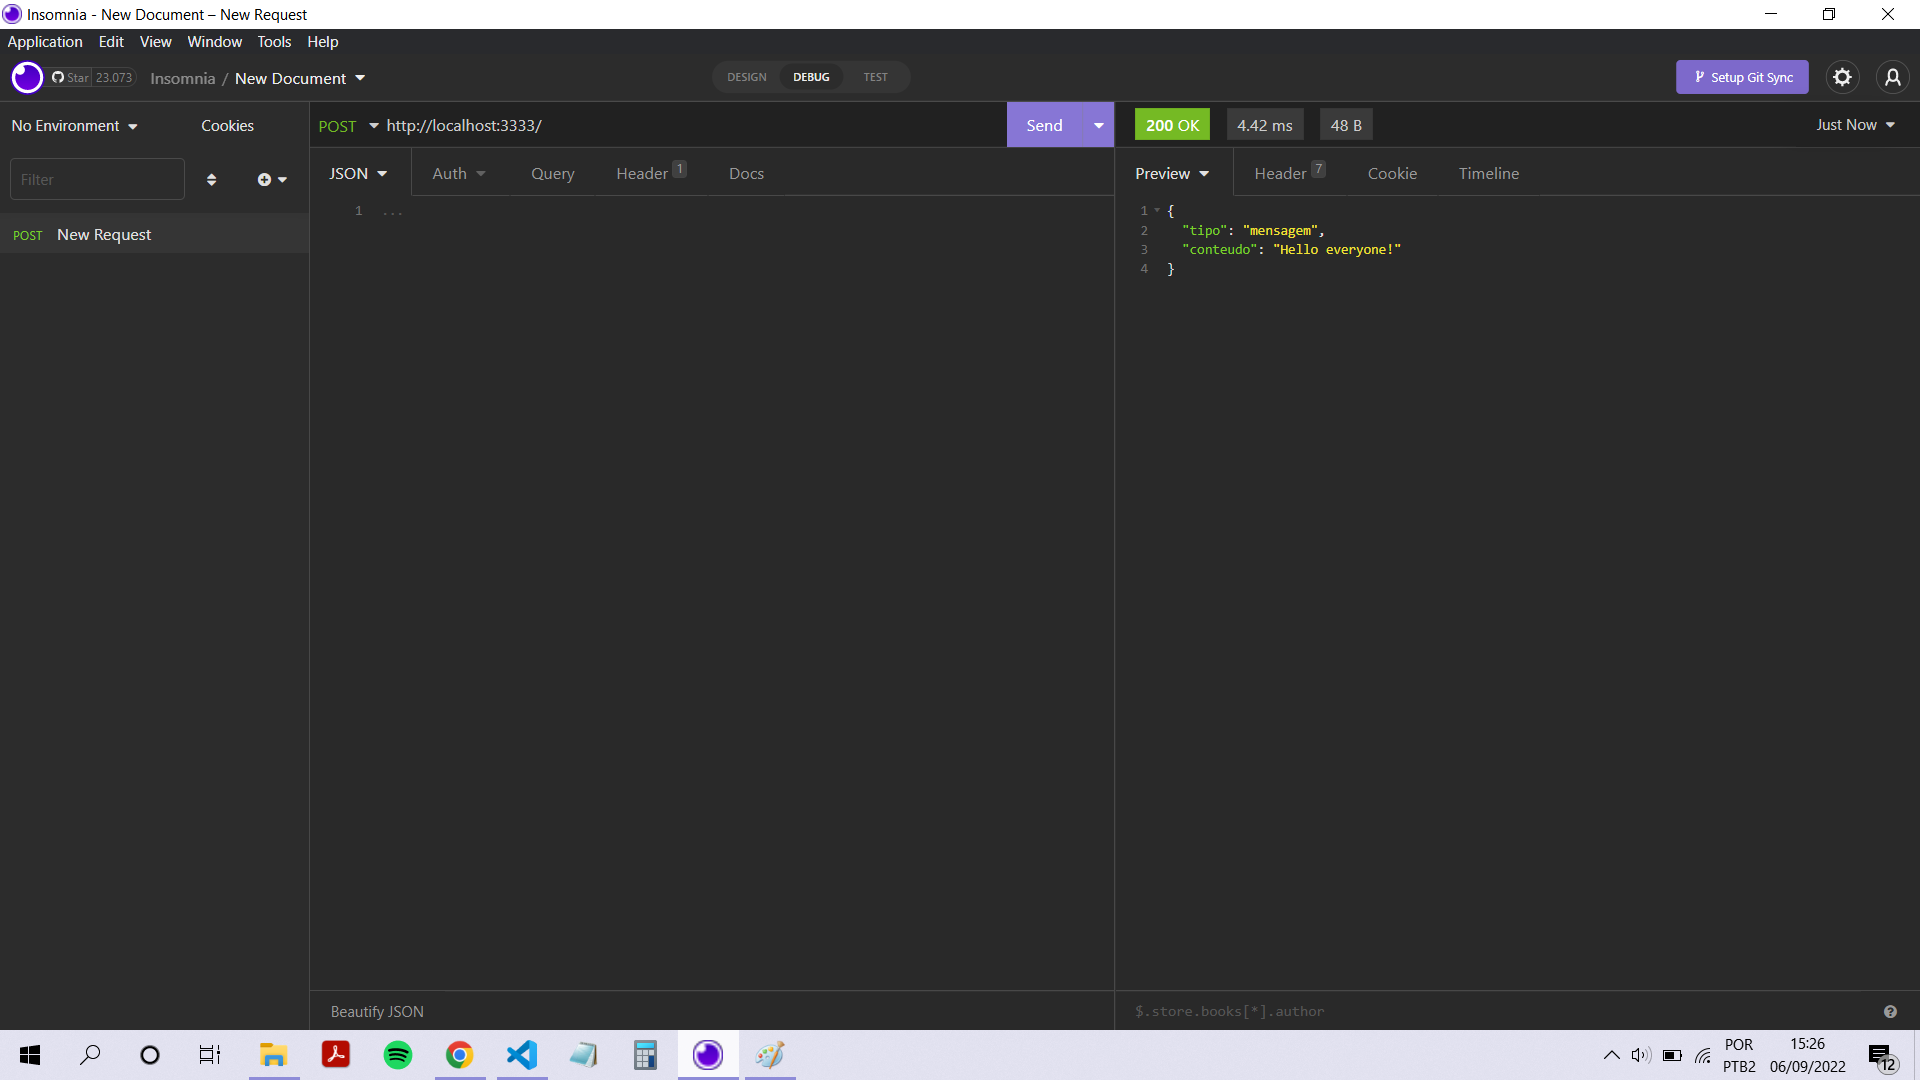 Insomnia - New Document – New Request
Application Edit View Window Tools Help
Star 23.073 Insomnia / New Document DESIGN DEBUG TEST Setup Git Sync
No Environment Cookies POST http://localhost:3333/ Send 200 OK 4.42 ms 48 B Just Now
Filter JSON Auth Query Header 1 Docs Preview Header 7 Cookie Timeline
POST New Request
1 ...
1 {
2 "tipo": "mensagem",
3 "conteudo": "Hello everyone!"
4 }
Beautify JSON $.store.books[*].author
POR 15:26
PTB2 06/09/2022 12